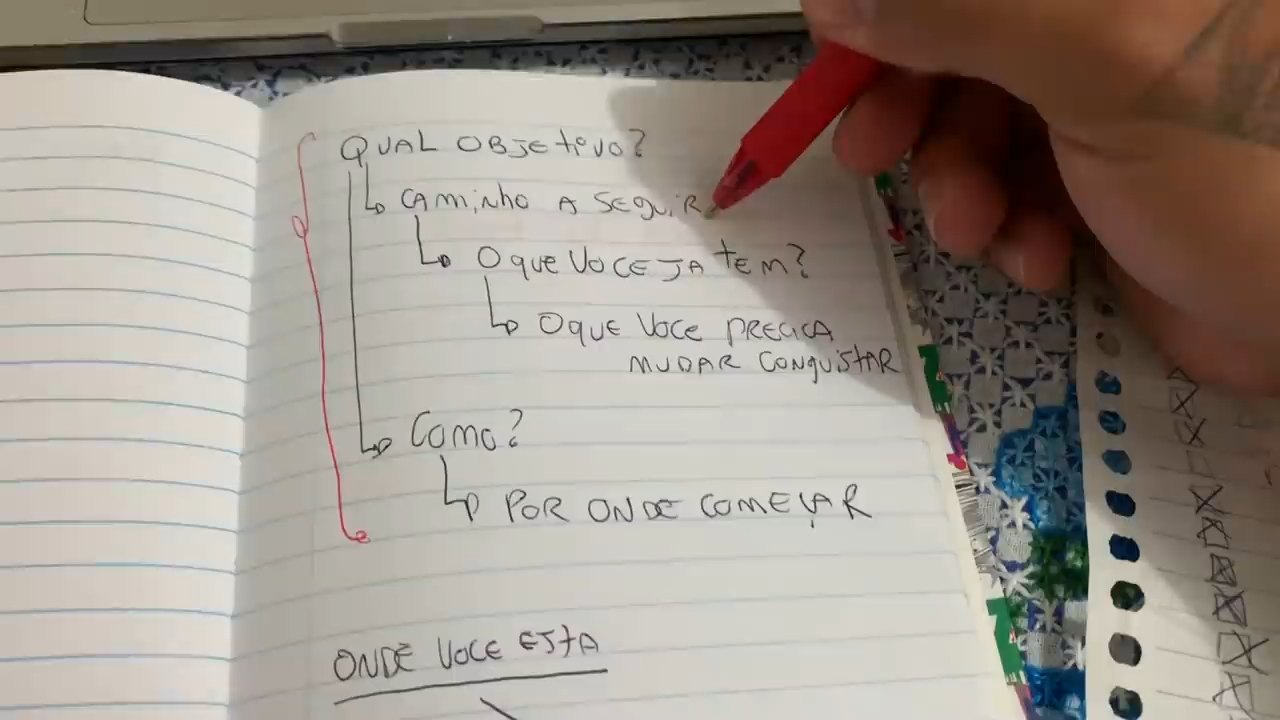 QUAL OBJETIVO?
CAMINHO A SEGUIR
O QUE VOCE JA TEM?
O QUE VOCE PRECICA
MUDAR CONQUISTAR
COMO?
POR ONDE COMEÇAR
ONDE VOCE ESTA